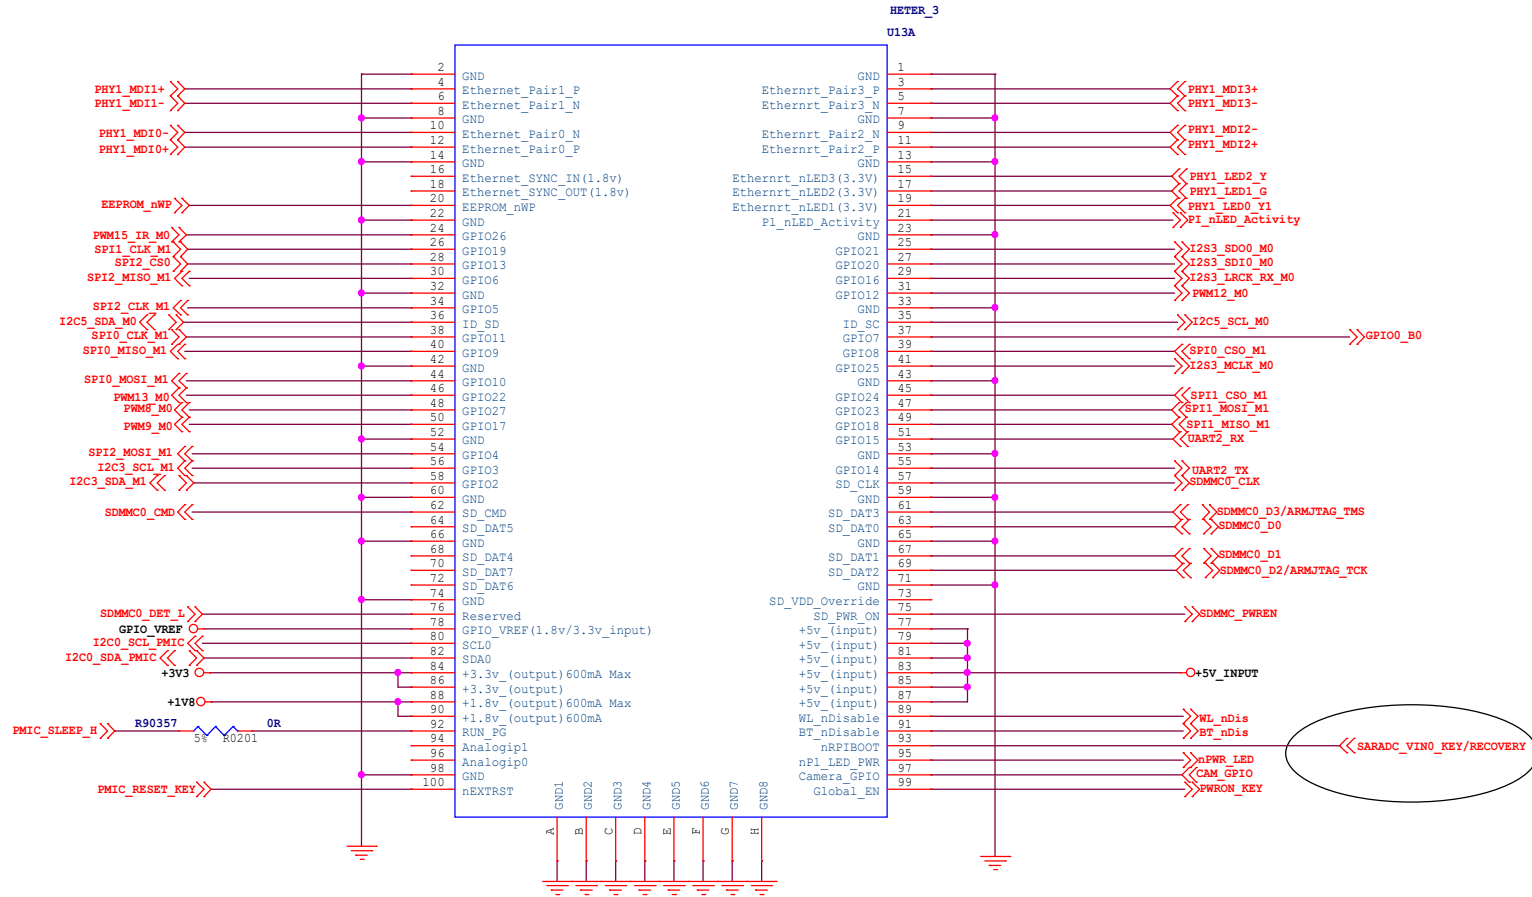 HETER_3
U13A
2 GND GND 1
PHY1_MDI1+ 4 Ethernet_Pair1_P Ethernrt_Pair3_P 3 PHY1_MDI3+
PHY1_MDI1- 6 Ethernet_Pair1_N Ethernrt_Pair3_N 5 PHY1_MDI3-
8 GND GND 7
PHY1_MDI0- 10 Ethernet_Pair0_N Ethernrt_Pair2_N 9 PHY1_MDI2-
PHY1_MDI0+ 12 Ethernet_Pair0_P Ethernrt_Pair2_P 11 PHY1_MDI2+
14 GND GND 13
16 Ethernet_SYNC_IN(1.8v) Ethernrt_nLED3(3.3V) 15 PHY1_LED2_Y
18 Ethernet_SYNC_OUT(1.8v) Ethernrt_nLED2(3.3V) 17 PHY1_LED1_G
EEPROM_nWP 20 EEPROM_nWP Ethernrt_nLED1(3.3V) 19 PHY1_LED0_Y1
22 GND Pl_nLED_Activity 21 PI_nLED_Activity
PWM15_IR_M0 24 GPIO26 GND 23
SPI1_CLK_M1 26 GPIO19 GPIO21 25 I2S3_SDO0_M0
SPI2_CS0 28 GPIO13 GPIO20 27 I2S3_SDI0_M0
SPI2_MISO_M1 30 GPIO6 GPIO16 29 I2S3_LRCK_RX_M0
32 GND GPIO12 31 PWM12_M0
SPI2_CLK_M1 34 GPIO5 GND 33
I2C5_SDA_M0 36 ID_SD ID_SC 35 I2C5_SCL_M0
SPI0_CLK_M1 38 GPIO11 GPIO7 37 GPIO0_B0
SPI0_MISO_M1 40 GPIO9 GPIO8 39 SPI0_CSO_M1
42 GND GPIO25 41 I2S3_MCLK_M0
SPI0_MOSI_M1 44 GPIO10 GND 43
PWM13_M0 46 GPIO22 GPIO24 45 SPI1_CSO_M1
PWM8_M0 48 GPIO27 GPIO23 47 SPI1_MOSI_M1
PWM9_M0 50 GPIO17 GPIO18 49 SPI1_MISO_M1
52 GND GPIO15 51 UART2_RX
SPI2_MOSI_M1 54 GPIO4 GND 53
I2C3_SCL_M1 56 GPIO3 GPIO14 55 UART2_TX
I2C3_SDA_M1 58 GPIO2 SD_CLK 57 SDMMC0_CLK
60 GND GND 59
SDMMC0_CMD 62 SD_CMD SD_DAT3 61 SDMMC0_D3/ARMJTAG_TMS
64 SD_DAT5 SD_DAT0 63 SDMMC0_D0
66 GND GND 65
68 SD_DAT4 SD_DAT1 67 SDMMC0_D1
70 SD_DAT7 SD_DAT2 69 SDMMC0_D2/ARMJTAG_TCK
72 SD_DAT6 GND 71
74 GND SD_VDD_Override 73
SDMMC0_DET_L 76 Reserved SD_PWR_ON 75 SDMMC_PWREN
GPIO_VREF 78 GPIO_VREF(1.8v/3.3v_input) +5v_(input) 77
I2C0_SCL_PMIC 80 SCL0 +5v_(input) 79
I2C0_SDA_PMIC 82 SDA0 +5v_(input) 81
+3V3 84 +3.3v_(output)600mA Max +5v_(input) 83 +5V_INPUT
86 +3.3v_(output) +5v_(input) 85
+1V8 88 +1.8v_(output)600mA Max +5v_(input) 87
90 +1.8v_(output)600mA WL_nDisable 89 WL_nDis
PMIC_SLEEP_H R90357 0R 92 RUN_PG BT_nDisable 91 BT_nDis
5% R0201
94 Analogip1 nRPIBOOT 93 SARADC_VIN0_KEY/RECOVERY
96 Analogip0 nPl_LED_PWR 95 nPWR_LED
98 GND Camera_GPIO 97 CAM_GPIO
PMIC_RESET_KEY 100 nEXTRST Global_EN 99 PWRON_KEY
GND1 GND2 GND3 GND4 GND5 GND6 GND7 GND8
A B C D E F G H